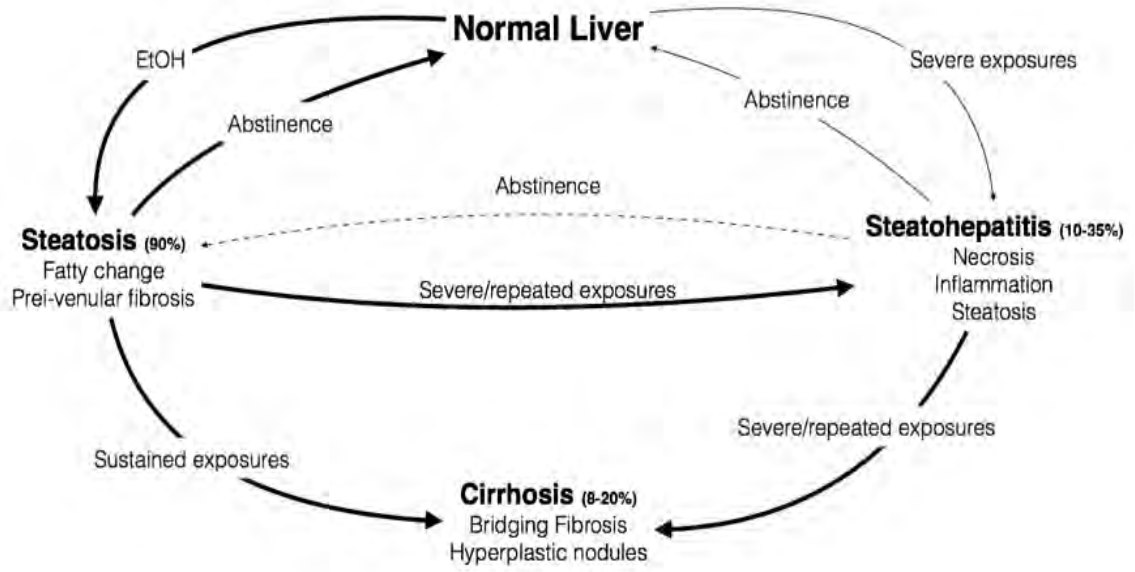 Normal Liver
EtOH
Severe exposures
Abstinence
Abstinence
Abstinence
Steatosis (90%)
Fatty change
Prei-venular fibrosis
Steatohepatitis (10-35%)
Necrosis
Inflammation
Steatosis
Severe/repeated exposures
Severe/repeated exposures
Sustained exposures
Cirrhosis (8-20%)
Bridging Fibrosis
Hyperplastic nodules